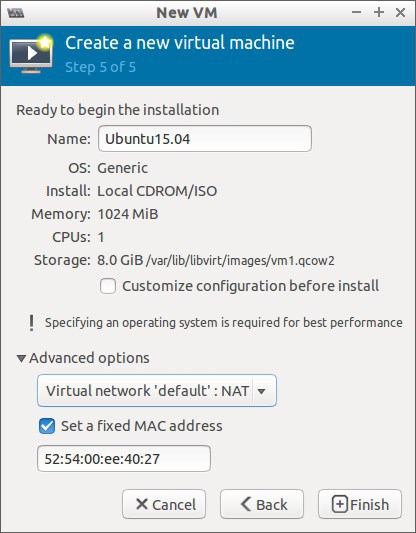 New VM
Create a new virtual machine
Step 5 of 5
Ready to begin the installation
Name: Ubuntu15.04
OS: Generic
Install: Local CDROM/ISO
Memory: 1024 MiB
CPUs: 1
Storage: 8.0 GiB /var/lib/libvirt/images/vm1.qcow2
Customize configuration before install
! Specifying an operating system is required for best performance
Advanced options
Virtual network 'default' : NAT
Set a fixed MAC address
52:54:00:ee:40:27
Cancel Back Finish